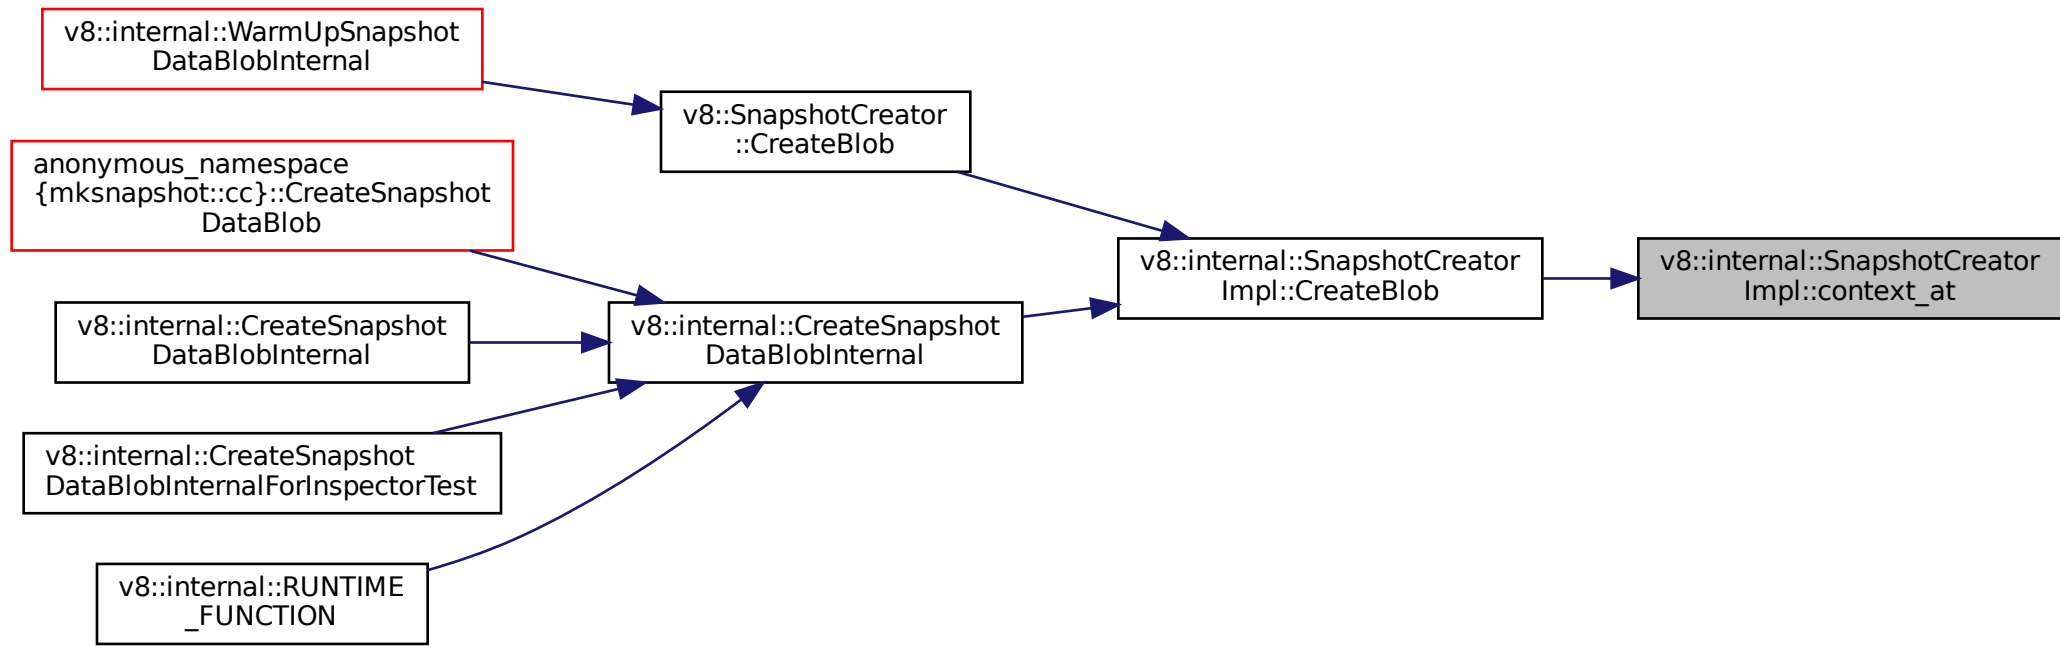 v8::internal::WarmUpSnapshot
DataBlobInternal
v8::SnapshotCreator
::CreateBlob
anonymous_namespace
{mksnapshot::cc}::CreateSnapshot
DataBlob
v8::internal::SnapshotCreator
Impl::CreateBlob
v8::internal::SnapshotCreator
Impl::context_at
v8::internal::CreateSnapshot
DataBlobInternal
v8::internal::CreateSnapshot
DataBlobInternal
v8::internal::CreateSnapshot
DataBlobInternalForInspectorTest
v8::internal::RUNTIME
_FUNCTION